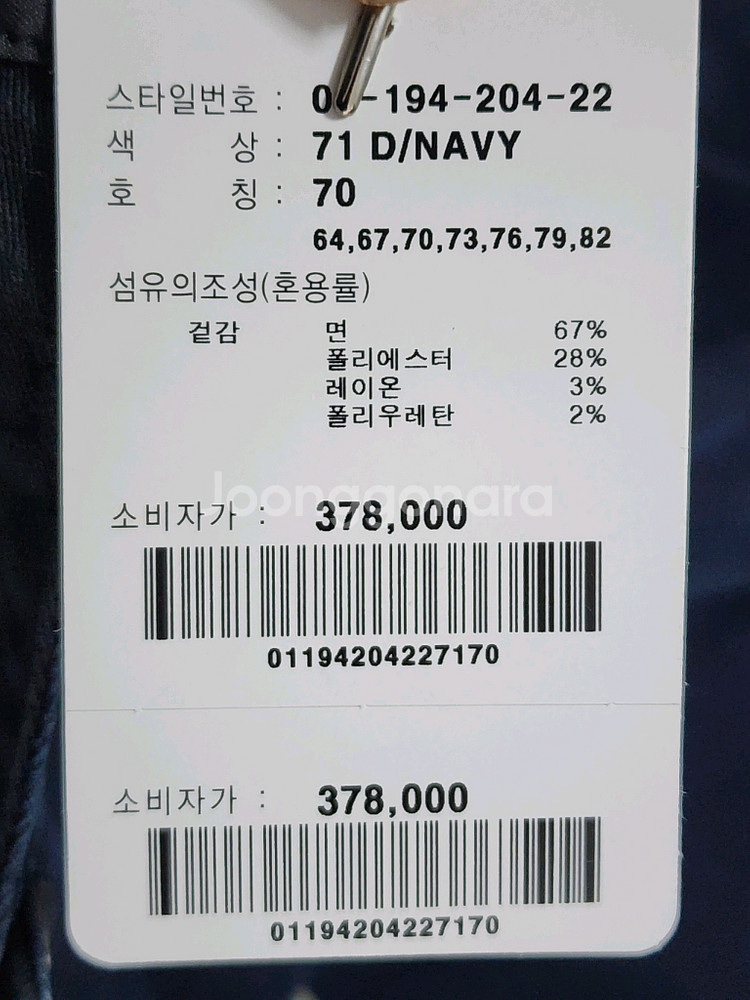 스타일번호 : -194-204-22
색 상 : 71 D/NAVY
호 칭 : 70
64,67,70,73,76,79,82
섬유의조성(혼용률)
겉감 면 67%
폴리에스터 28%
레이온 3%
폴리우레탄 2%
joonggonara
소비자가 : 378,000
01194204227170
소비자가 : 378,000
01194204227170